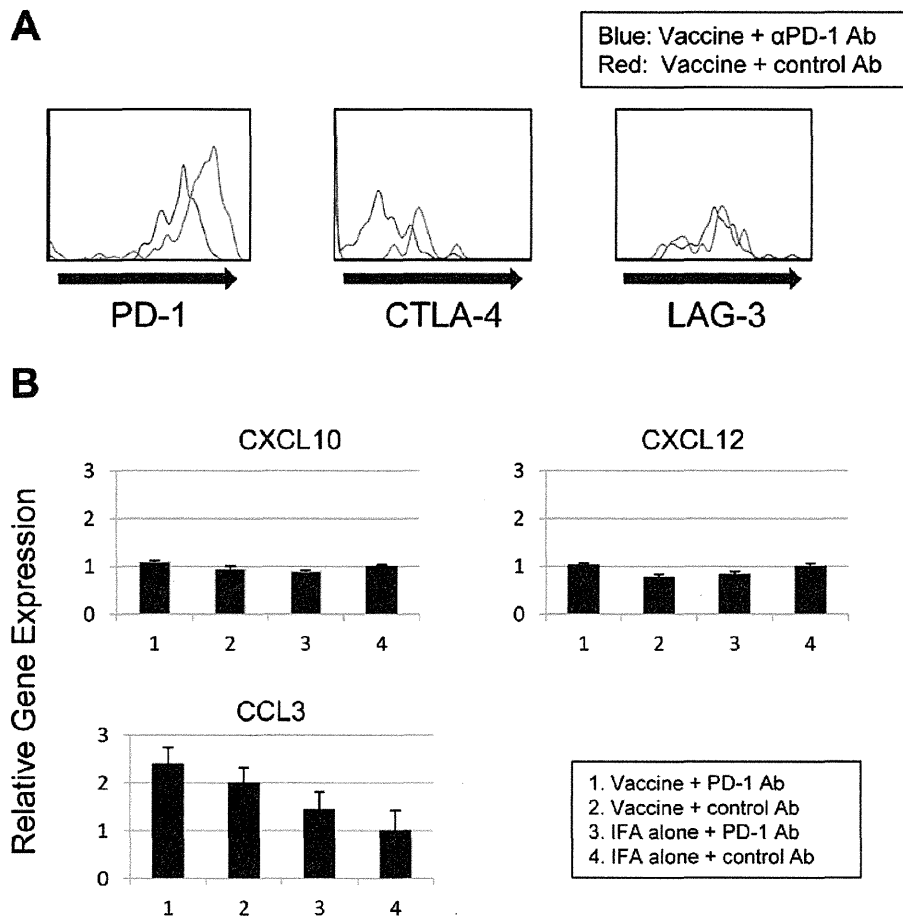 A
Blue: Vaccine + αPD-1 Ab
Red: Vaccine + control Ab
PD-1
CTLA-4
LAG-3
B
Relative Gene Expression
CXCL10
3
2
1
0
1 2 3 4
CXCL12
3
2
1
0
1 2 3 4
CCL3
3
2
1
0
1 2 3 4
1. Vaccine + PD-1 Ab
2. Vaccine + control Ab
3. IFA alone + PD-1 Ab
4. IFA alone + control Ab